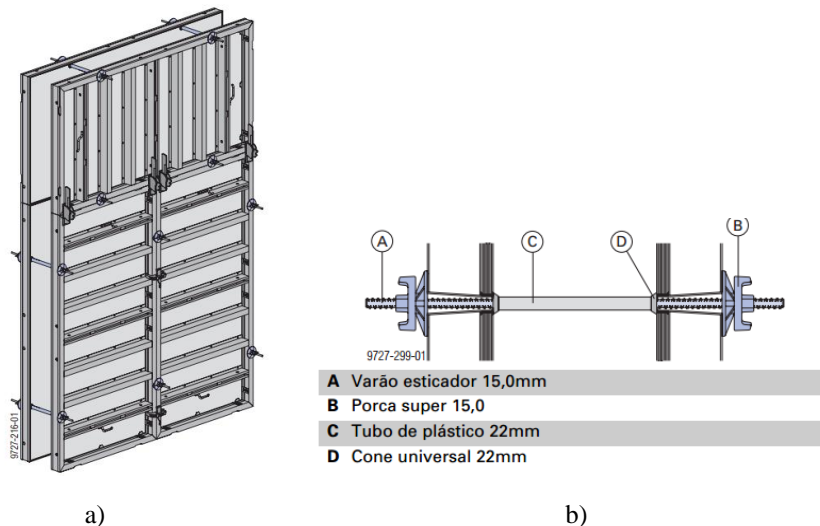 9727-216-01
A
B
C
D
9727-299-01
A Varão esticador 15,0mm
B Porca super 15,0
C Tubo de plástico 22mm
D Cone universal 22mm
a)
b)